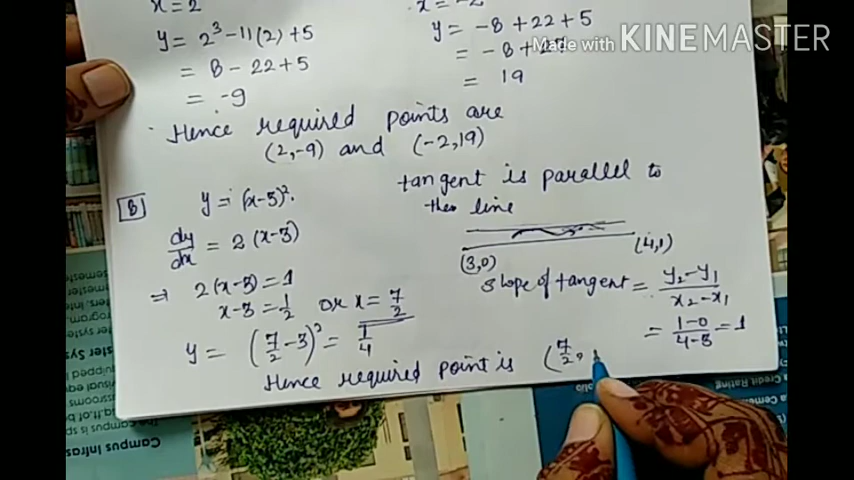 x=2
y= 2³-11(2)+5
= 8-22+5
= -9
x=-2
y= -8+22+5
= -8+27
= 19
Made with KINEMASTER
Hence required points are
(2,-9) and (-2,19)
B y= (x-3)².
dy/dx = 2(x-3)
⇒ 2(x-3)=1
x-3=1/2 or x=7/2
y= (7/2-3)² = 1/4
tangent is parallel to
the line
(3,0) (4,1)
Slope of tangent = y₂-y₁/x₂-x₁
= 1-0/4-3 = 1
Hence required point is (7/2,
Campus Infras